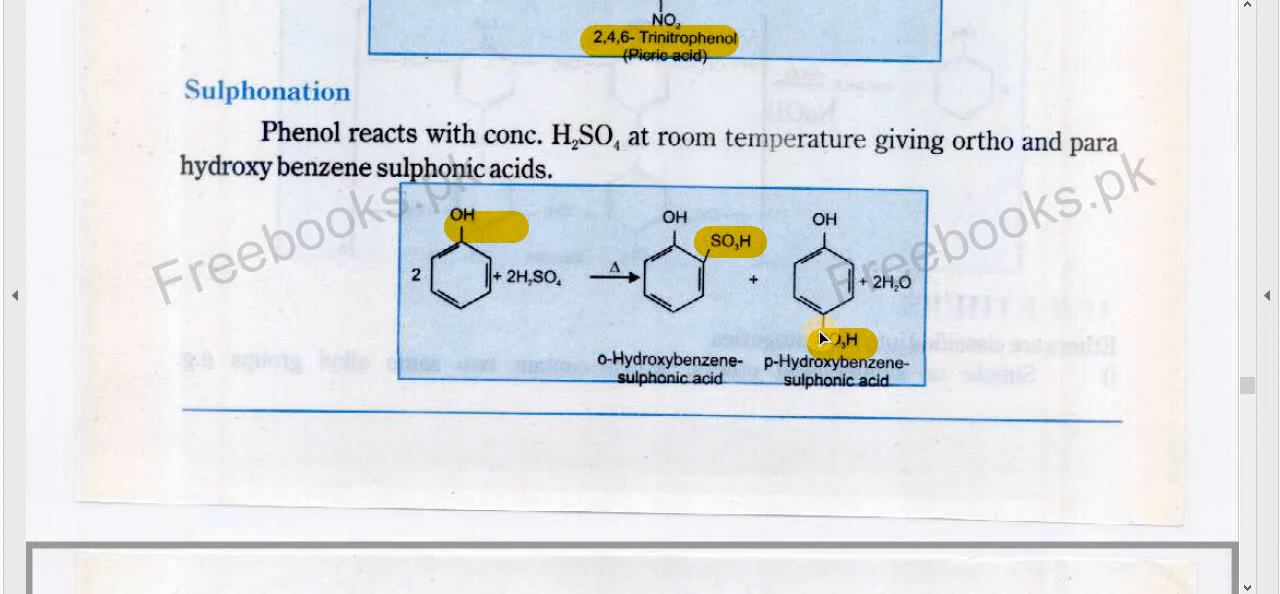 NO₂
2,4,6- Trinitrophenol
(Picric acid)
Sulphonation
Phenol reacts with conc. H₂SO₄ at room temperature giving ortho and para
hydroxy benzene sulphonic acids.
OH OH OH
SO₃H
2 + 2H₂SO₄ Δ + + 2H₂O
₃H
o-Hydroxybenzene- p-Hydroxybenzene-
sulphonic acid sulphonic acid
Freebooks.pk
Freebooks.pk